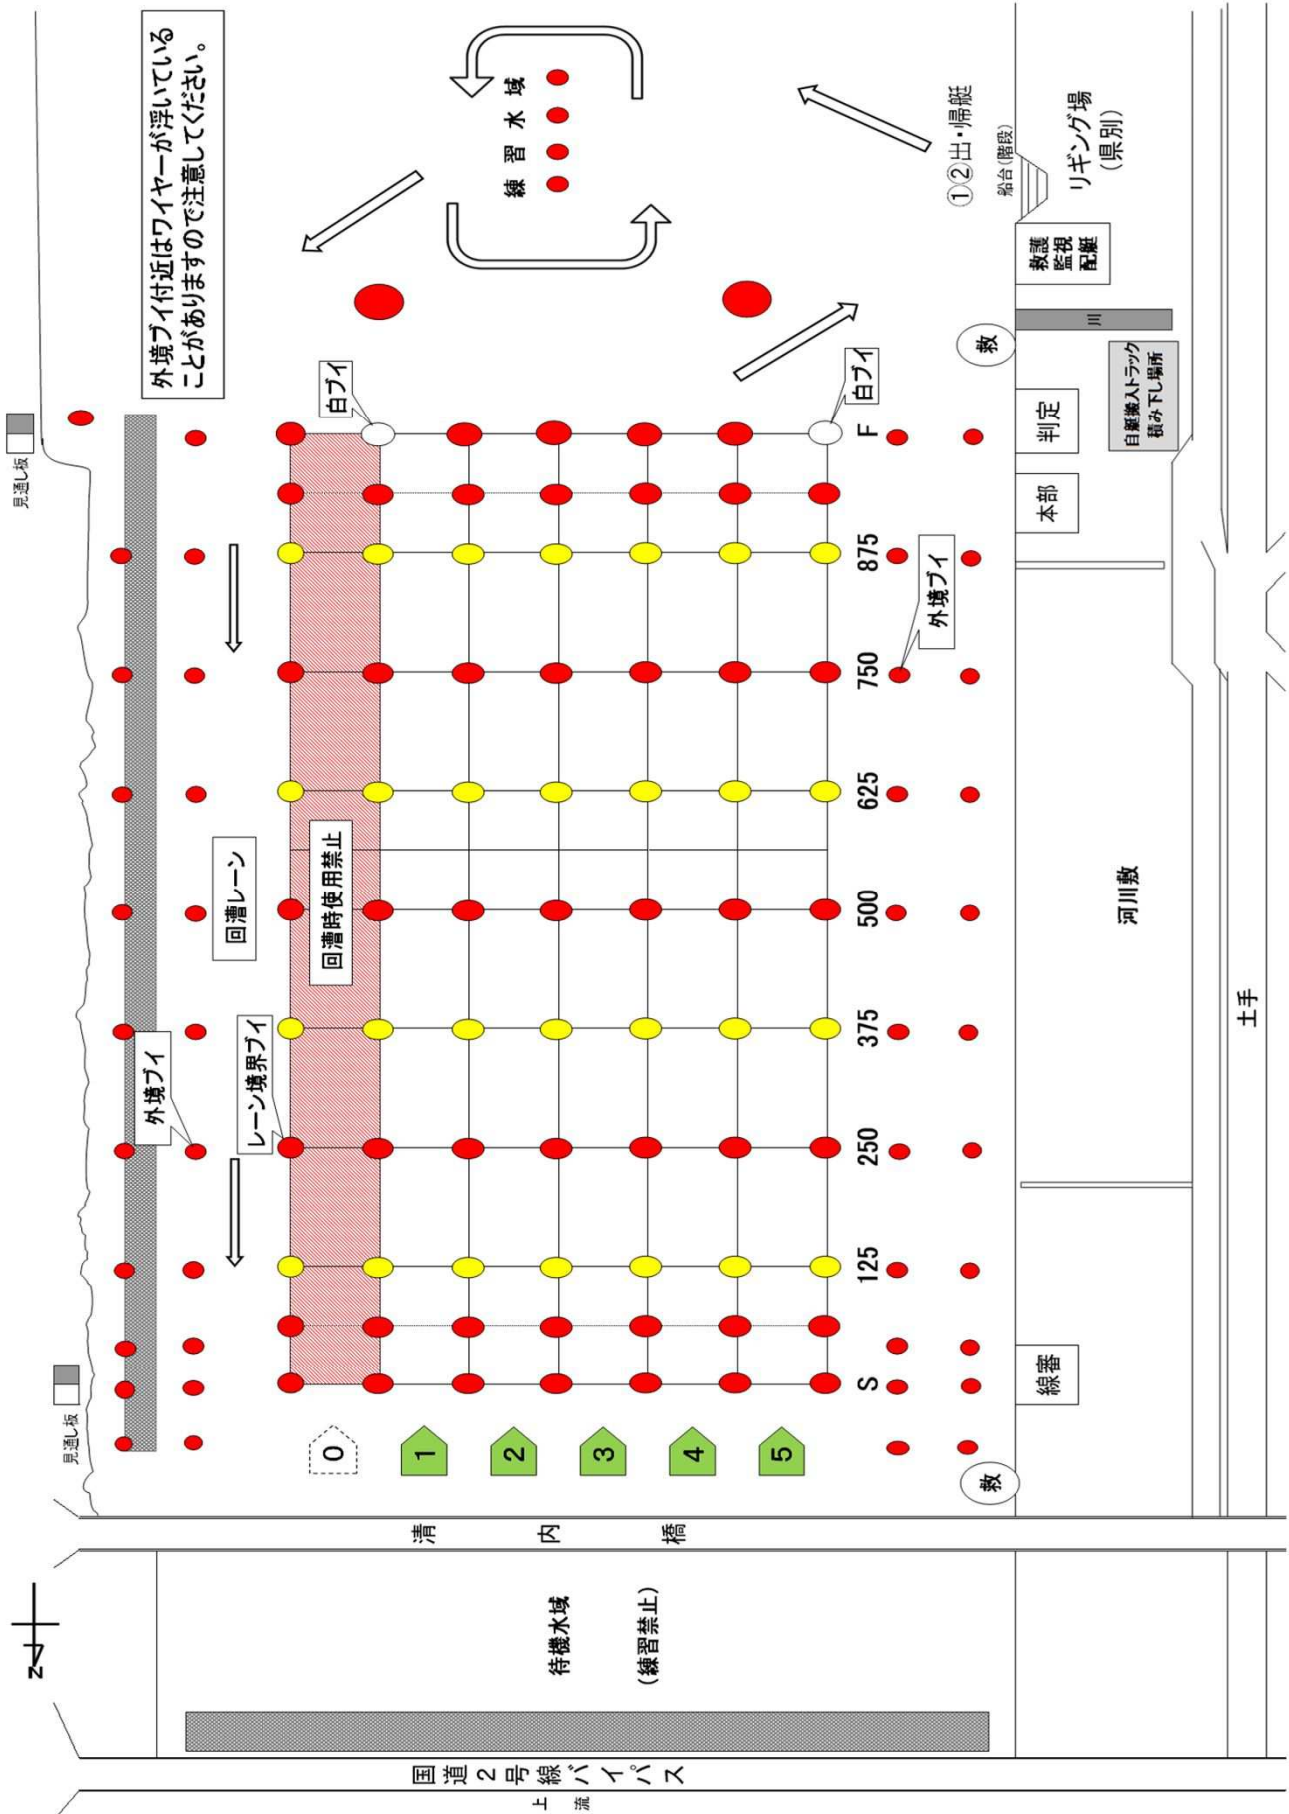 外境ブイ付近はワイヤーが浮いている
ことがありますので注意してください。
見通し板
見通し板
練習水域
①②出・帰艇
船台(階段)
リギング場
(県別)
救護
監視
配艇
川
自艇搬入トラック
積み下し場所
救
判定
本部
白ブイ
白ブイ
回漕レーン
回漕時使用禁止
外境ブイ
レーン境界ブイ
外境ブイ
F
875
750
625
500
375
250
125
S
0
1
2
3
4
5
線審
救
河川敷
土手
清内橋
待機水域
(練習禁止)
国道2号線バイパス
上流
N